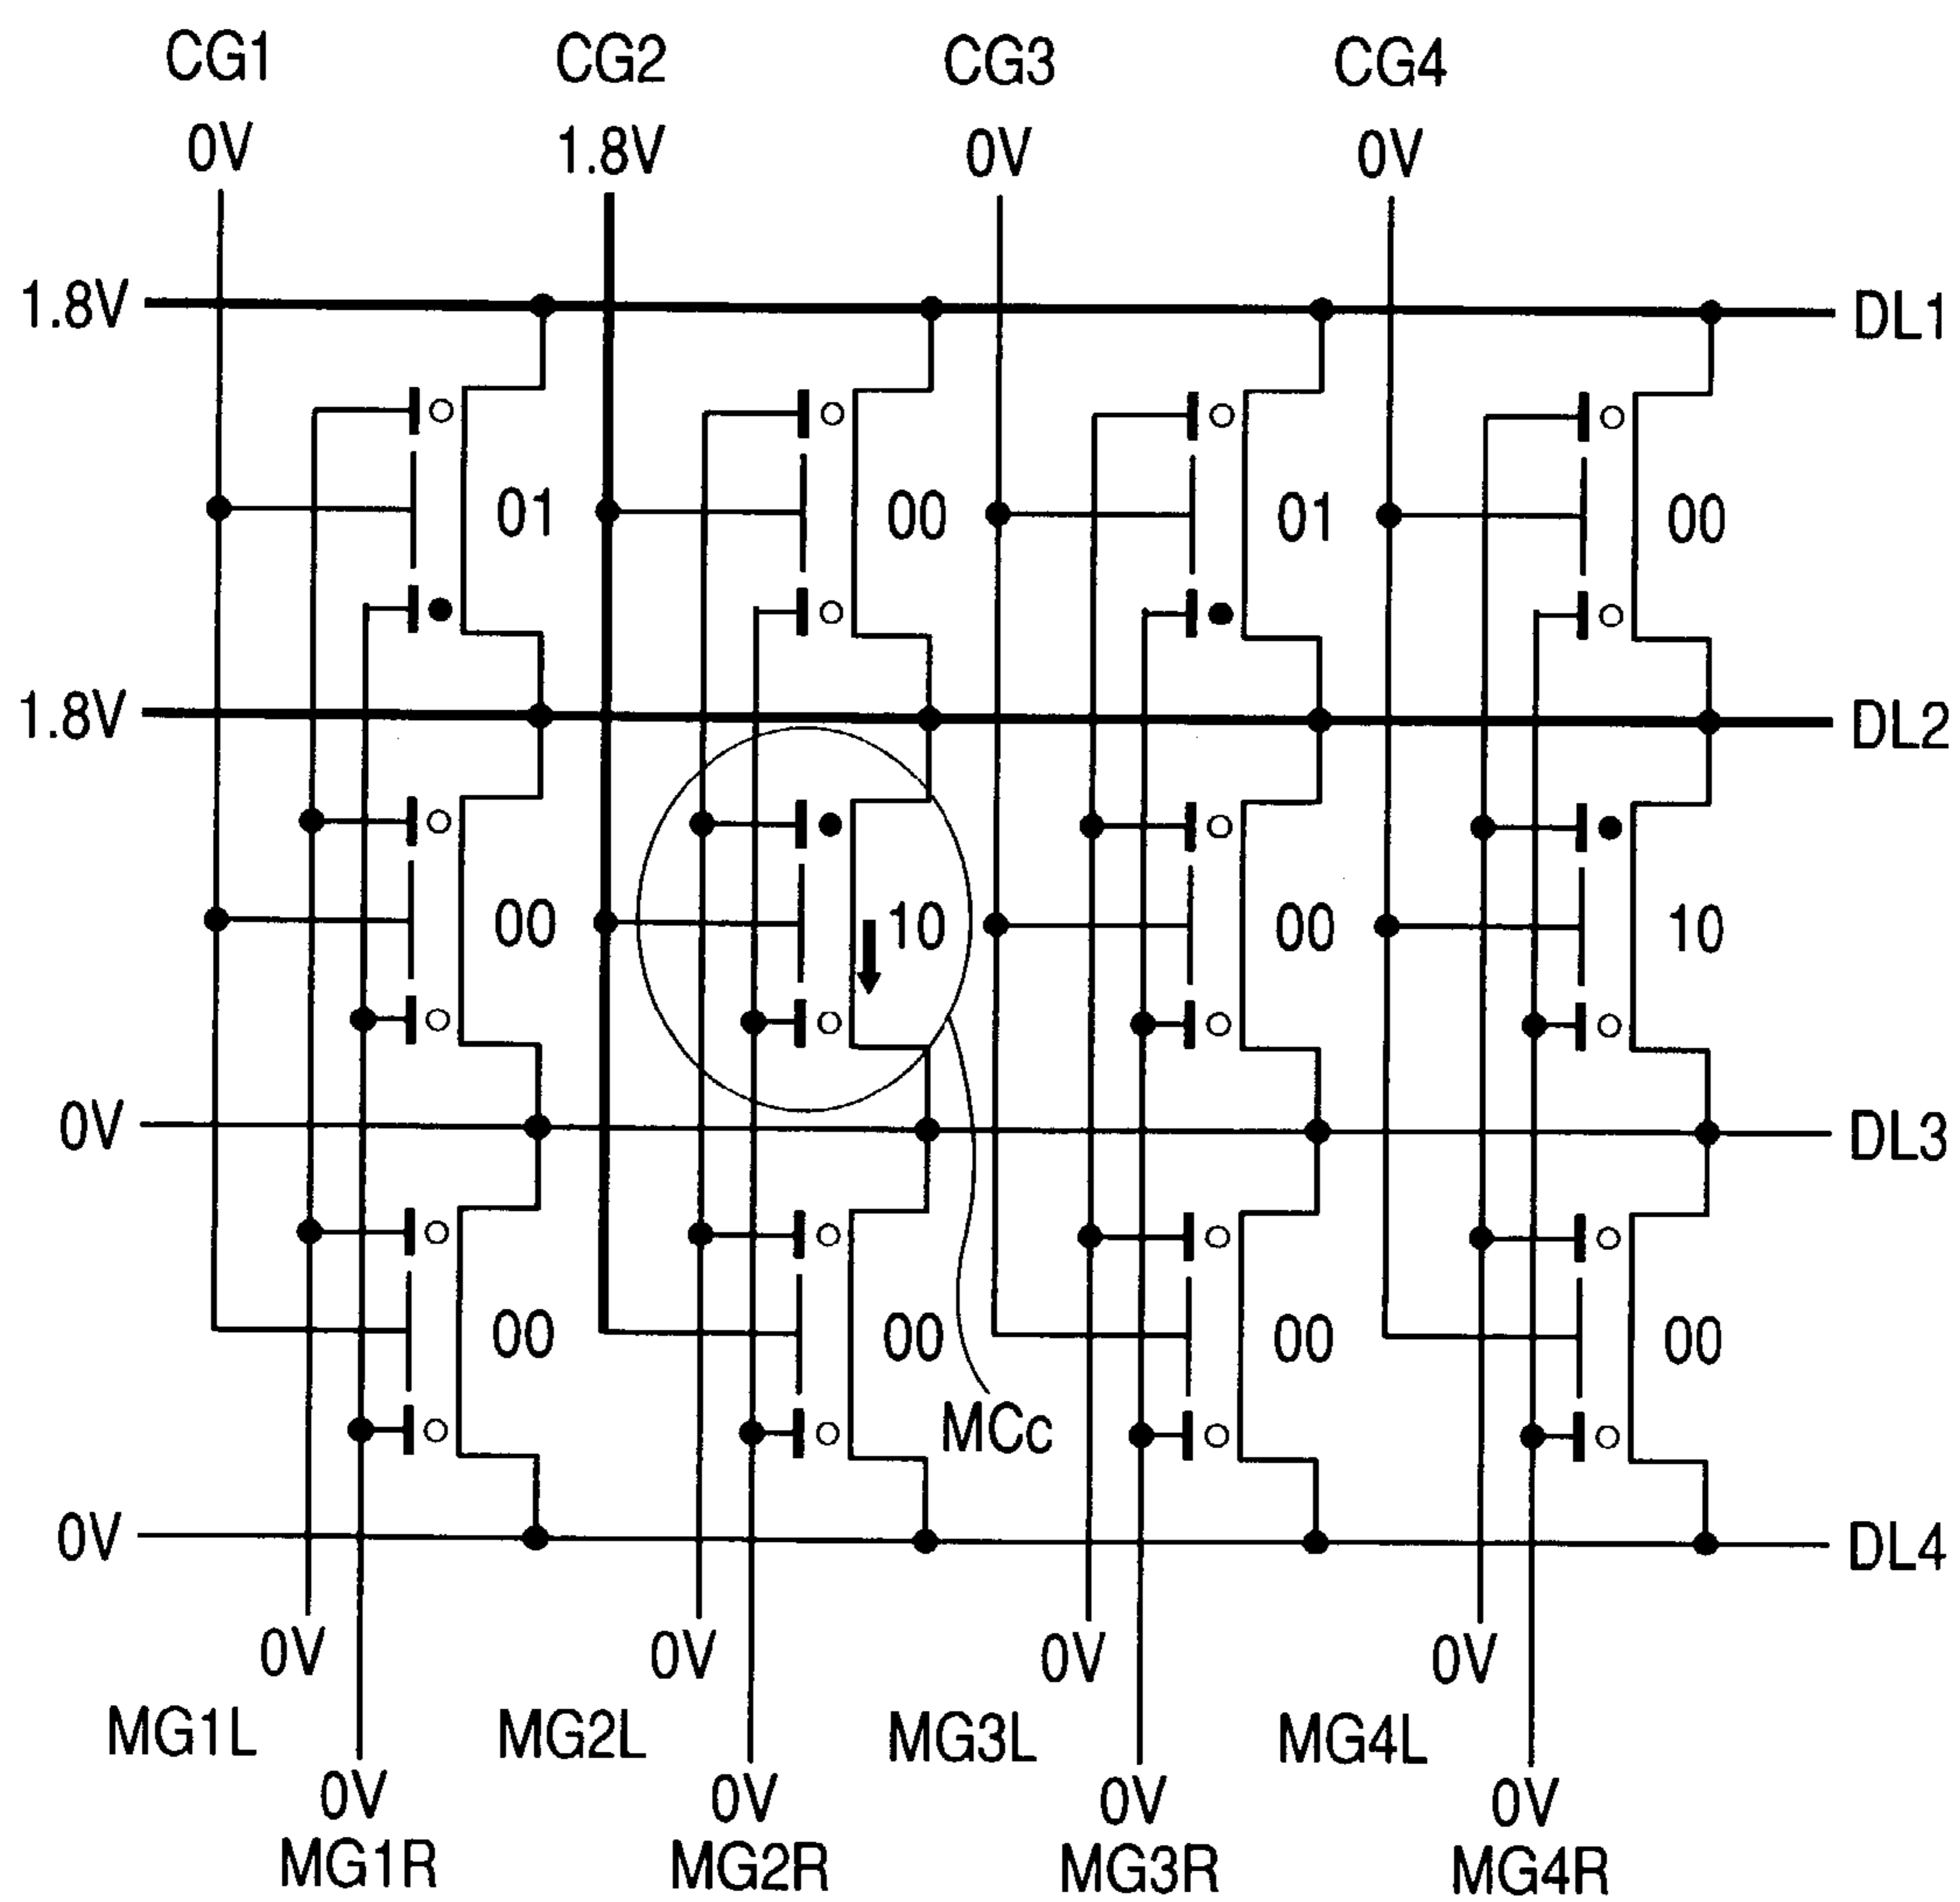 CG1 CG2 CG3 CG4
0V 1.8V 0V 0V
1.8V DL1
01 00 01 00
1.8V DL2
00 10 00 10
0V DL3
00 00 00 00
MCc
0V DL4
0V 0V 0V 0V
MG1L MG2L MG3L MG4L
0V 0V 0V 0V
MG1R MG2R MG3R MG4R